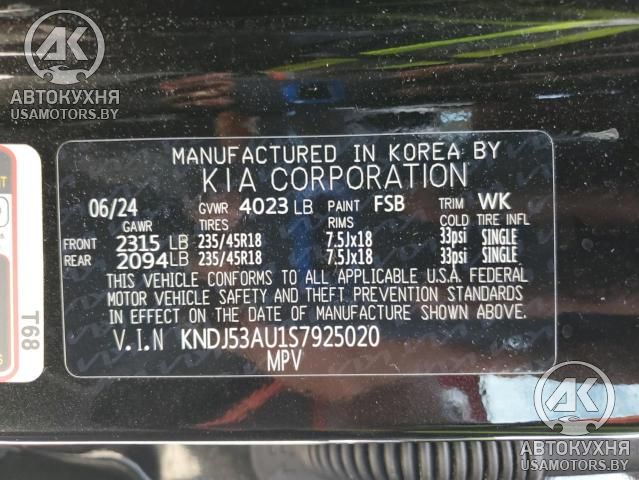 АК
АВТОКУХНЯ
USAMOTORS.BY
MANUFACTURED IN KOREA BY
KIA CORPORATION
06/24 GVWR 4023 LB PAINT FSB TRIM WK
GAWR TIRES RIMS COLD TIRE INFL
FRONT 2315 LB 235/45R18 7.5Jx18 33psi SINGLE
REAR 2094 LB 235/45R18 7.5Jx18 33psi SINGLE
THIS VEHICLE CONFORMS TO ALL APPLICABLE U.S.A. FEDERAL
MOTOR VEHICLE SAFETY AND THEFT PREVENTION STANDARDS
IN EFFECT ON THE DATE OF MANUFACTURE SHOWN ABOVE.
V.I.N KNDJ53AU1S7925020
MPV
T68
АК
АВТОКУХНЯ
USAMOTORS.BY